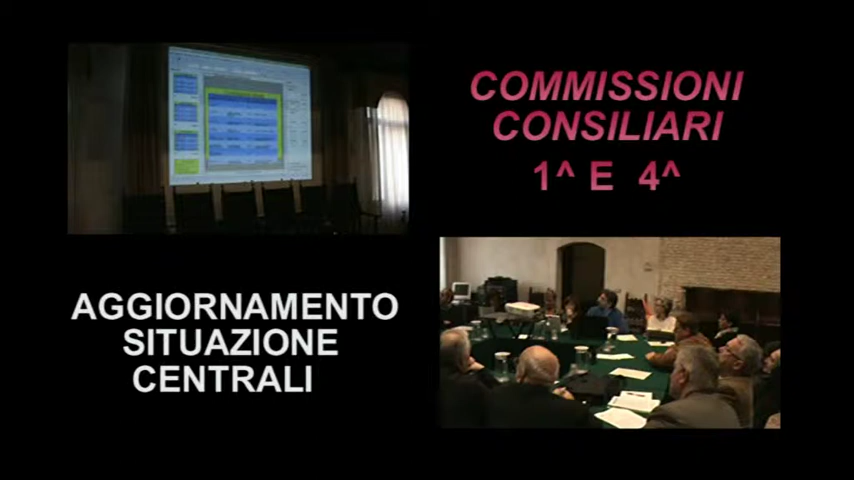 COMMISSIONI
CONSILIARI
1^ E 4^
AGGIORNAMENTO
SITUAZIONE
CENTRALI